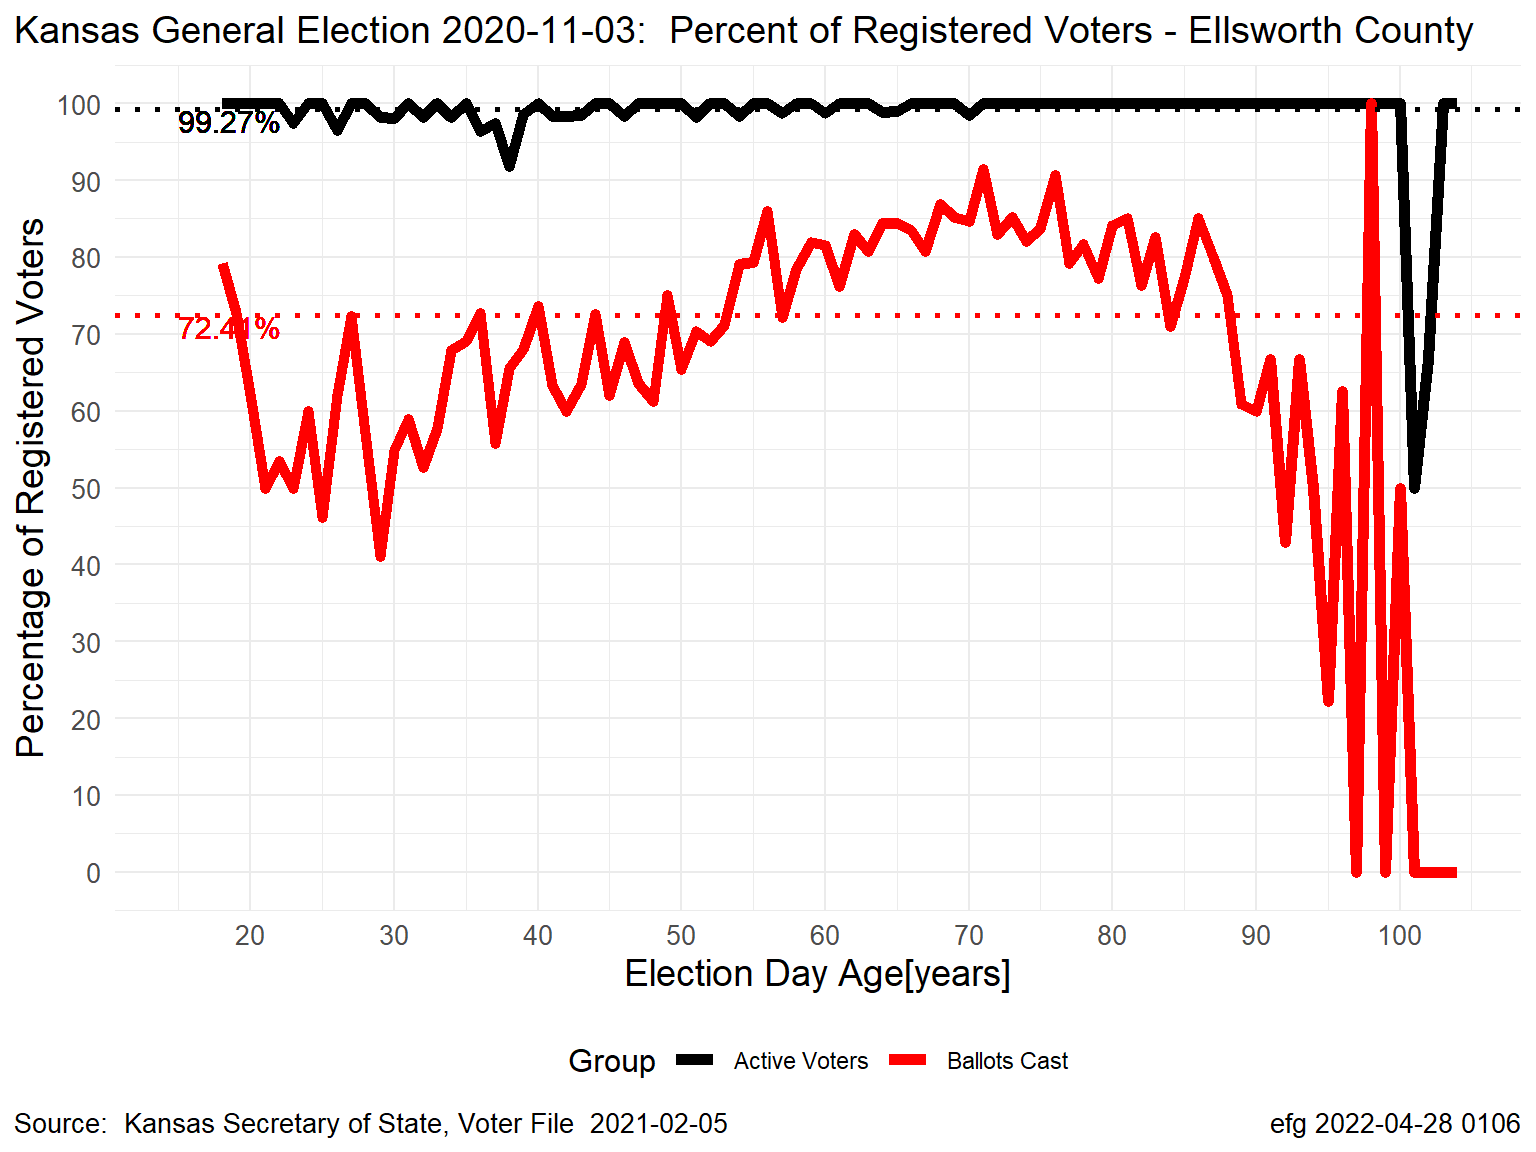 Kansas General Election 2020-11-03:  Percent of Registered Voters - Ellsworth County
Percentage of Registered Voters
100
90
80
70
60
50
40
30
20
10
0
99.27%
72.41%
20 30 40 50 60 70 80 90 100
Election Day Age[years]
Group Active Voters Ballots Cast
Source:  Kansas Secretary of State, Voter File  2021-02-05
efg 2022-04-28 0106